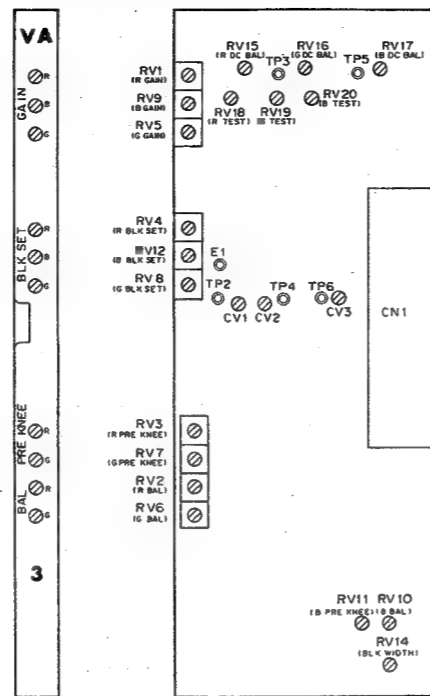 VA
R
B
G
GAIN
R
B
G
BLK SET
R
G
PRE KNEE
R
G
BAL
3
RV1
(R GAIN)
RV9
(B GAIN)
RV5
(G GAIN)
RV4
(R BLK SET)
V12
(B BLK SET)
RV8
(G BLK SET)
RV3
(R PRE KNEE)
RV7
(G PRE KNEE)
RV2
(R BAL)
RV6
(G BAL)
RV15
(R DC BAL)
RV16
(G DC BAL)
RV17
(B DC BAL)
TP3
TP5
RV18
(R TEST)
RV19
TEST)
RV20
(B TEST)
E1
TP2
TP4
TP6
CV1
CV2
CV3
CN1
RV11
(B PRE KNEE)
RV10
(B BAL)
RV14
(BLK WIDTH)